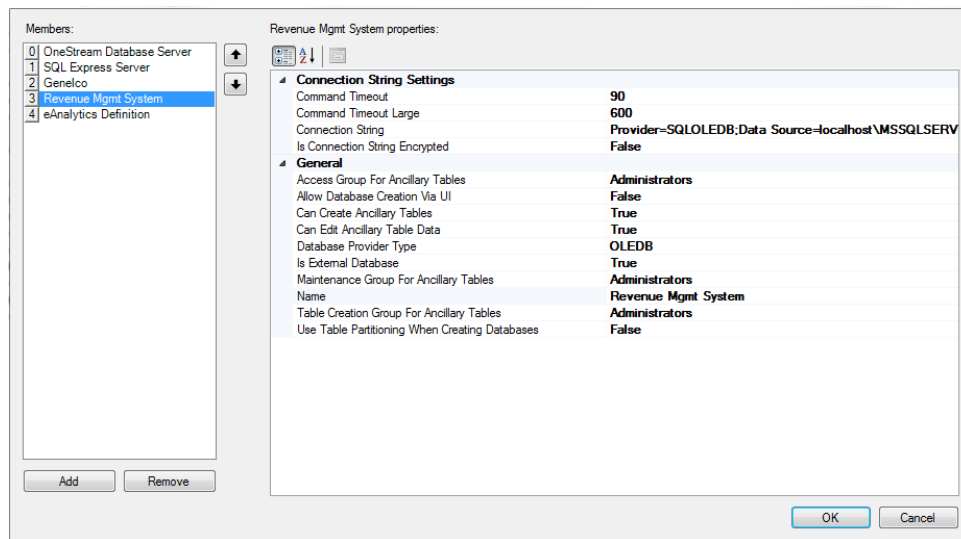 Members:
0 OneStream Database Server
1 SQL Express Server
2 Genelco
3 Revenue Mgmt System
4 eAnalytics Definition
Add Remove
Revenue Mgmt System properties:
Connection String Settings
Command Timeout 90
Command Timeout Large 600
Connection String Provider=SQLOLEDB;Data Source=localhost\MSSQLSERV
Is Connection String Encrypted False
General
Access Group For Ancillary Tables Administrators
Allow Database Creation Via UI False
Can Create Ancillary Tables True
Can Edit Ancillary Table Data True
Database Provider Type OLEDB
Is External Database True
Maintenance Group For Ancillary Tables Administrators
Name Revenue Mgmt System
Table Creation Group For Ancillary Tables Administrators
Use Table Partitioning When Creating Databases False
OK Cancel